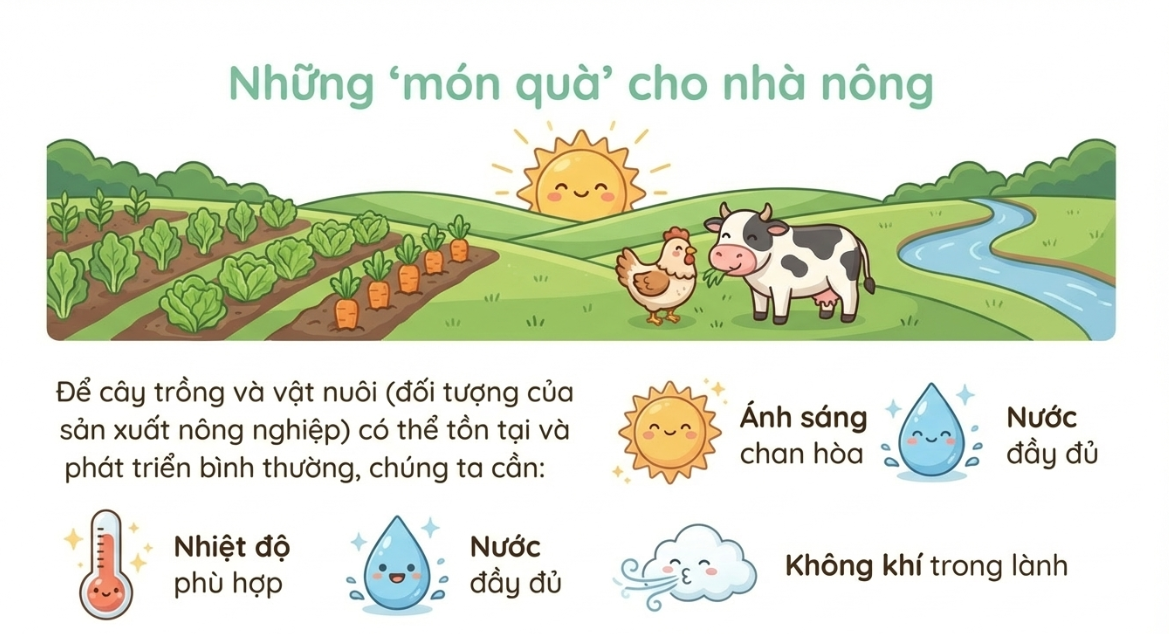 Những ‘món quà’ cho nhà nông
Để cây trồng và vật nuôi (đối tượng của
sản xuất nông nghiệp) có thể tồn tại và
phát triển bình thường, chúng ta cần:
Ánh sáng
chan hòa
Nước
đầy đủ
Nhiệt độ
phù hợp
Nước
đầy đủ
Không khí trong lành